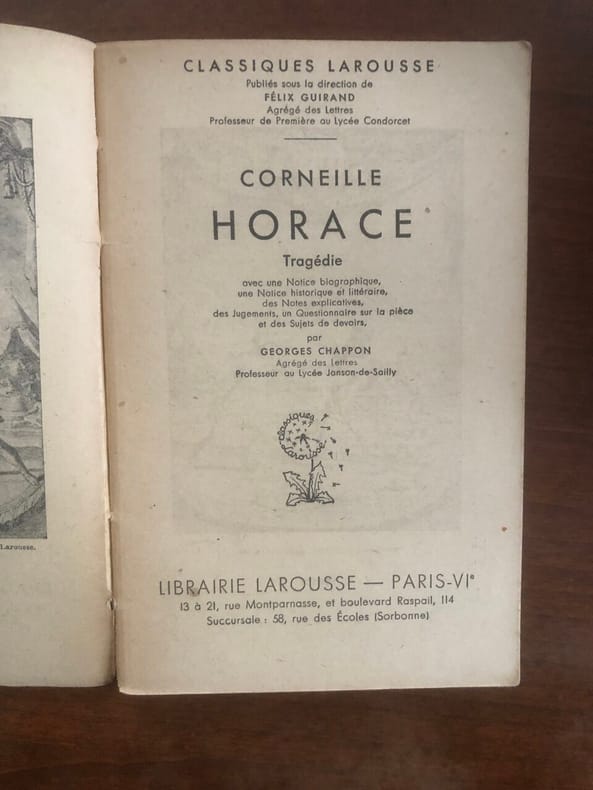 CLASSIQUES LAROUSSE
Publiés sous la direction de
FÉLIX GUIRAND
Agrégé des Lettres
Professeur de Première au Lycée Condorcet
CORNEILLE
HORACE
Tragédie
avec une Notice biographique,
une Notice historique et littéraire,
des Notes explicatives,
des Jugements, un Questionnaire sur la pièce
et des Sujets de devoirs,
par
GEORGES CHAPPON
Agrégé des Lettres
Professeur au Lycée Janson-de-Sailly
Classiques
Larousse
Larousse.
LIBRAIRIE LAROUSSE — PARIS-VIe
13 à 21, rue Montparnasse, et boulevard Raspail, 114
Succursale : 58, rue des Écoles (Sorbonne)